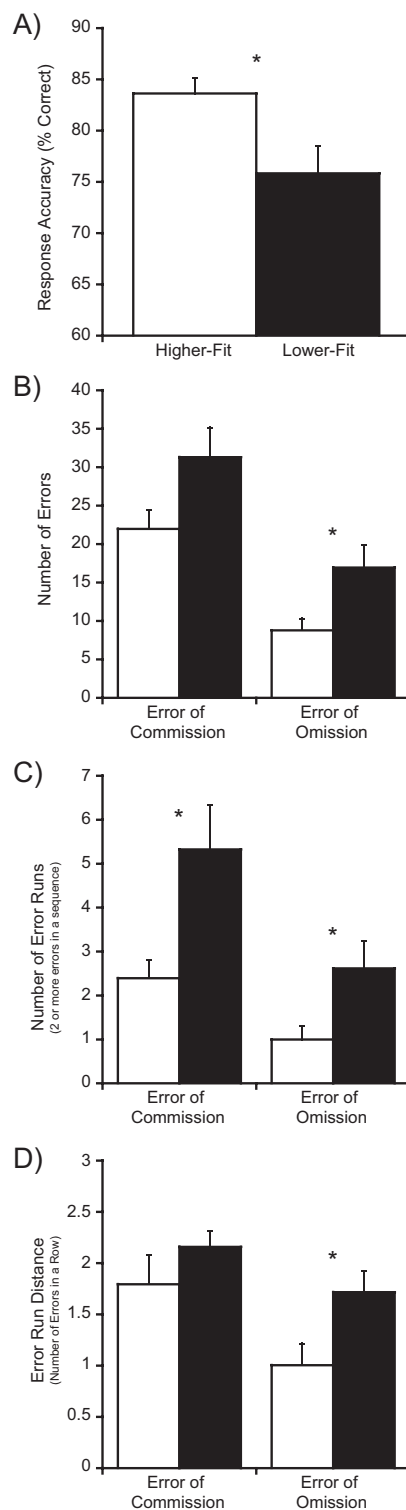 A)
Response Accuracy (% Correct)
90
85
80
75
70
65
60
*
Higher-Fit
Lower-Fit
B)
Number of Errors
40
35
30
25
20
15
10
5
0
*
Error of
Commission
Error of
Omission
C)
Number of Error Runs
(2 or more errors in a sequence)
7
6
5
4
3
2
1
0
*
*
Error of
Commission
Error of
Omission
D)
Error Run Distance
(Number of Errors in a Row)
3
2.5
2
1.5
1
0.5
0
*
Error of
Commission
Error of
Omission